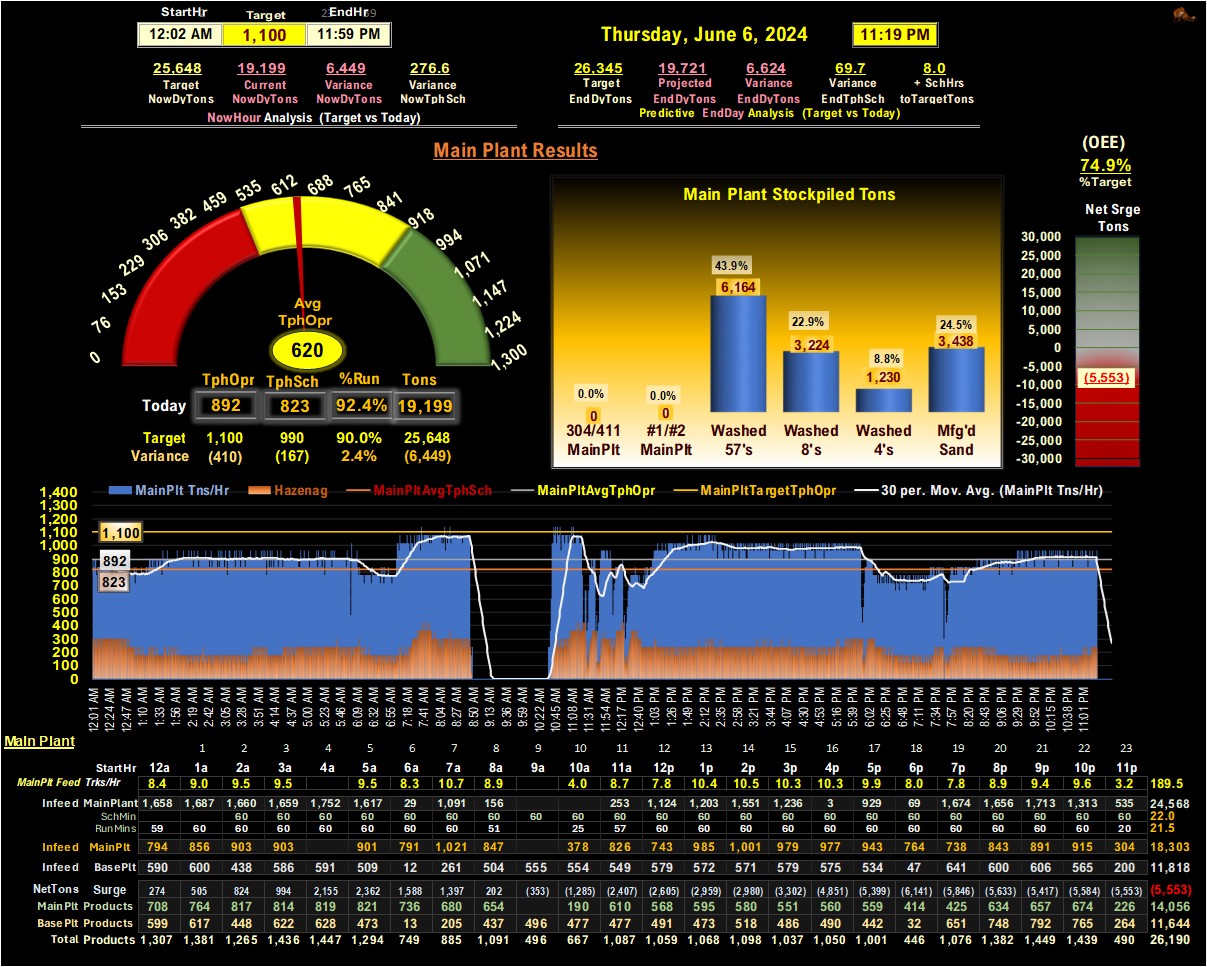 StartHr Target EndHr
12:02 AM 1,100 11:59 PM
Thursday, June 6, 2024 11:19 PM
25,648 19,199 6,449 276.6
Target Current Variance Variance
NowDyTons NowDyTons NowDyTons NowTphSch
NowHour Analysis (Target vs Today)
26,345 19,721 6,624 69.7 8.0
Target Projected Variance Variance + SchHrs
EndDyTons EndDyTons EndDyTons EndTphSch toTargetTons
Predictive EndDay Analysis (Target vs Today)
Main Plant Results
(OEE)
74.9%
%Target
Net Srge
Tons
0 76 153 229 306 382 459 535 612 688 765 841 918 994 1,071 1,147 1,224 1,300
Avg
TphOpr
620
TphOpr TphSch %Run Tons
Today 892 823 92.4% 19,199
Target 1,100 990 90.0% 25,648
Variance (410) (167) 2.4% (6,449)
Main Plant Stockpiled Tons
0.0% 0.0% 43.9% 22.9% 8.8% 24.5%
0 0 6,164 3,224 1,230 3,438
304/411 #1/#2 Washed Washed Washed Mfg'd
MainPlt MainPlt 57's 8's 4's Sand
30,000
25,000
20,000
15,000
10,000
5,000
0
-5,000
(5,553)
-10,000
-15,000
-20,000
-25,000
-30,000
MainPlt Tns/Hr Hazenag MainPltAvgTphSch MainPltAvgTphOpr MainPltTargetTphOpr 30 per. Mov. Avg. (MainPlt Tns/Hr)
1,400
1,300
1,200
1,100
1,000
900
800
700
600
500
400
300
200
100
0
1,100
892
823
12:01 AM 12:24 AM 12:47 AM 1:10 AM 1:33 AM 1:56 AM 2:19 AM 2:42 AM 3:05 AM 3:28 AM 3:51 AM 4:14 AM 4:37 AM 5:00 AM 5:23 AM 5:46 AM 6:09 AM 6:32 AM 6:55 AM 7:18 AM 7:41 AM 8:04 AM 8:27 AM 8:50 AM 9:13 AM 9:36 AM 9:59 AM 10:22 AM 10:45 AM 11:08 AM 11:31 AM 11:54 AM 12:17 PM 12:40 PM 1:03 PM 1:26 PM 1:49 PM 2:12 PM 2:35 PM 2:58 PM 3:21 PM 3:44 PM 4:07 PM 4:30 PM 4:53 PM 5:16 PM 5:39 PM 6:02 PM 6:25 PM 6:48 PM 7:11 PM 7:34 PM 7:57 PM 8:20 PM 8:43 PM 9:06 PM 9:29 PM 9:52 PM 10:15 PM 10:38 PM 11:01 PM
Main Plant
1 2 3 4 5 6 7 8 9 10 11 12 13 14 15 16 17 18 19 20 21 22 23
StartHr 12a 1a 2a 3a 4a 5a 6a 7a 8a 9a 10a 11a 12p 1p 2p 3p 4p 5p 6p 7p 8p 9p 10p 11p
MainPlt Feed Trks/Hr 8.4 9.0 9.5 9.5 9.5 8.3 10.7 8.9 4.0 8.7 7.8 10.4 10.5 10.3 10.3 9.9 8.0 7.8 8.9 9.4 9.6 3.2 189.5
Infeed MainPlant 1,658 1,687 1,660 1,659 1,752 1,617 29 1,091 156 253 1,124 1,203 1,551 1,236 3 929 69 1,674 1,656 1,713 1,313 535 24,568
SchMin 60 60 60 60 60 60 60 60 60 60 60 60 60 60 60 60 60 60 60 60 60 60 22.0
RunMins 59 60 60 60 60 60 60 51 25 57 60 60 60 60 60 60 60 60 60 60 60 20 21.5
Infeed MainPlt 794 856 903 903 901 791 1,021 847 378 826 743 985 1,001 979 977 943 764 738 843 891 915 304 18,303
Infeed BasePlt 590 600 438 586 591 509 12 261 504 555 554 549 579 572 571 579 575 534 47 641 600 606 565 200 11,818
NetTons Surge 274 505 824 994 2,155 2,362 1,588 1,397 202 (353) (1,285) (2,407) (2,605) (2,959) (2,980) (3,302) (4,851) (5,399) (6,141) (5,846) (5,633) (5,417) (5,584) (5,553) (5,553)
MainPlt Products 708 764 817 814 819 821 736 680 654 190 610 568 595 580 551 560 559 414 425 634 657 674 226 14,056
BasePlt Products 599 617 448 622 628 473 13 205 437 496 477 477 491 473 518 486 490 442 32 651 748 792 765 264 11,644
Total Products 1,307 1,381 1,265 1,436 1,447 1,294 749 885 1,091 496 667 1,087 1,059 1,068 1,098 1,037 1,050 1,001 446 1,076 1,382 1,449 1,439 490 26,190